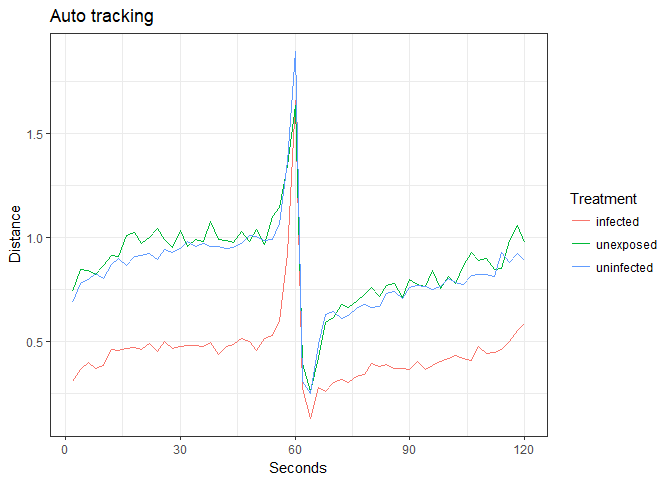 Auto tracking
1.5
1.0
0.5
Distance
0 30 60 90 120
Seconds
Treatment
infected
unexposed
uninfected